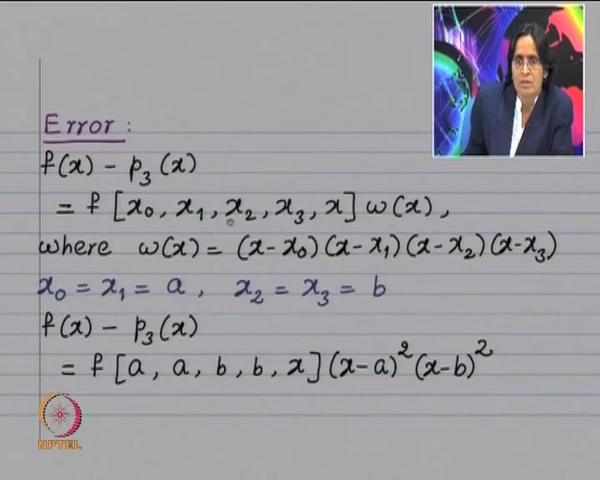 Error:
f(x) - p₃(x)
= f [x₀, x₁, x₂, x₃, x] ω(x),
where ω(x) = (x-x₀)(x-x₁)(x-x₂)(x-x₃)
x₀ = x₁ = a, x₂ = x₃ = b
f(x) - p₃(x)
= f [a, a, b, b, x] (x-a)² (x-b)²
NPTEL